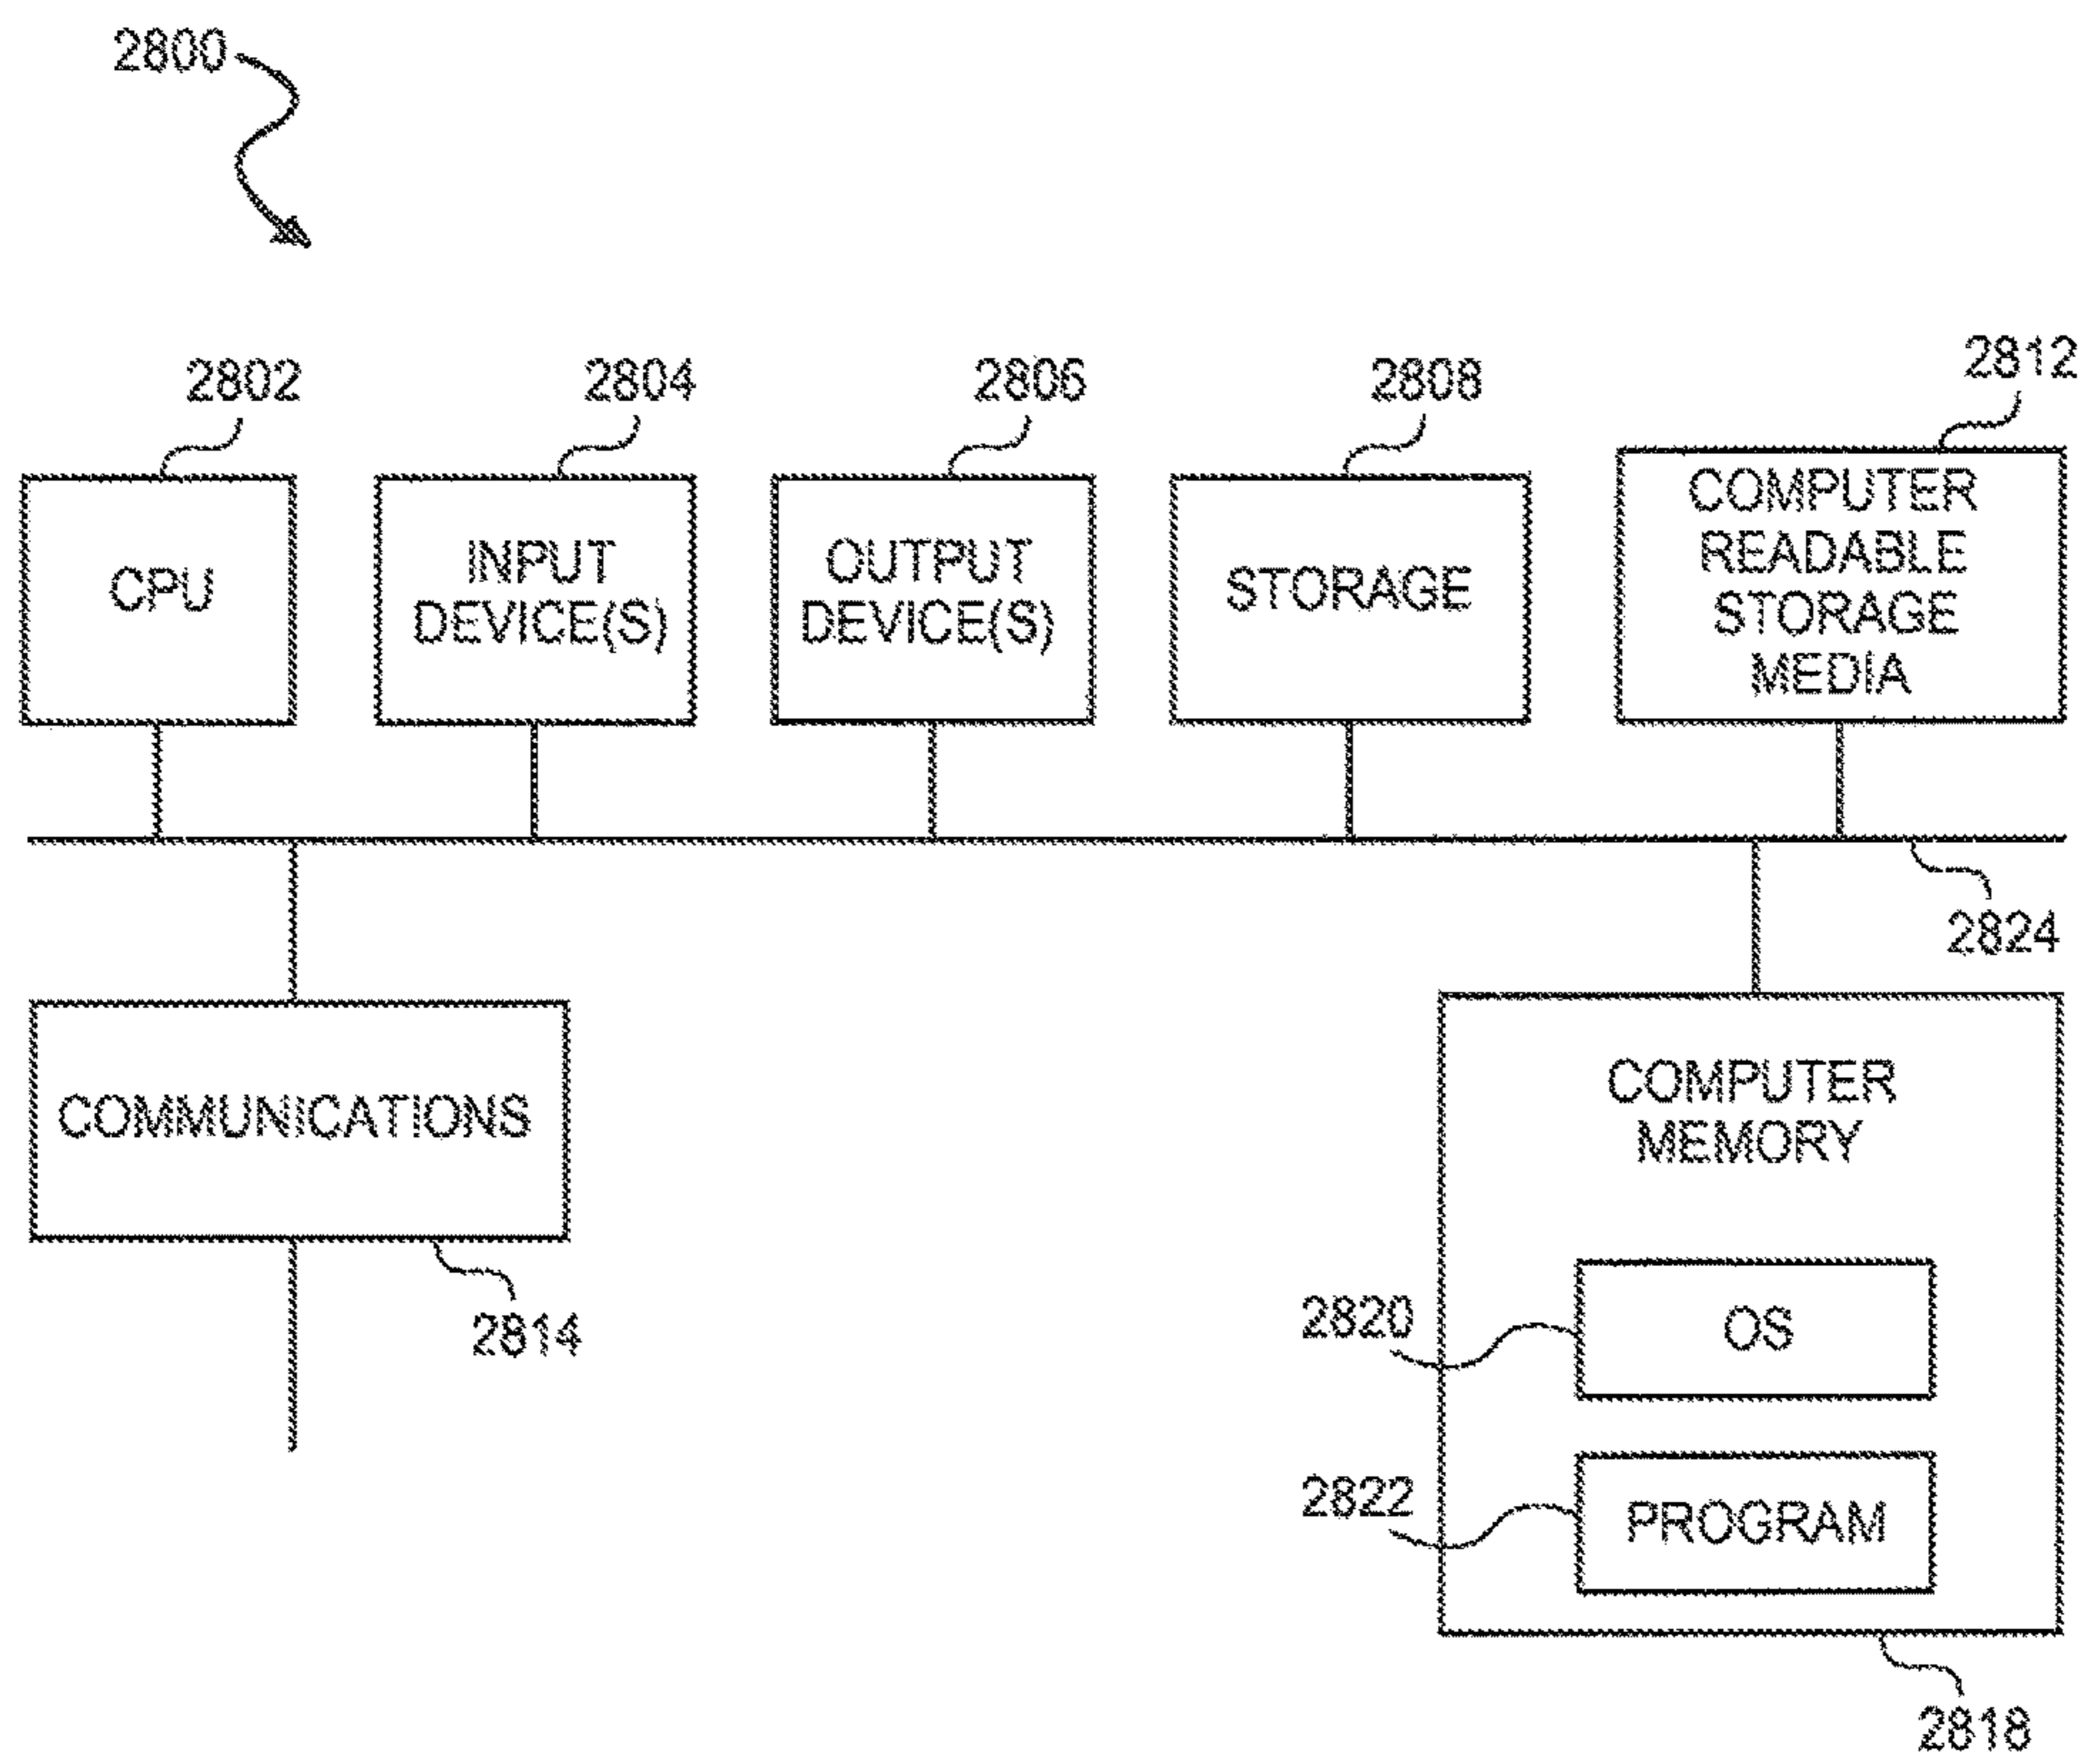 2800
2802
2804
2806
2808
2812
CPU
INPUT
DEVICE(S)
OUTPUT
DEVICE(S)
STORAGE
COMPUTER
READABLE
STORAGE
MEDIA
2824
COMMUNICATIONS
2814
COMPUTER
MEMORY
2820
OS
2822
PROGRAM
2818